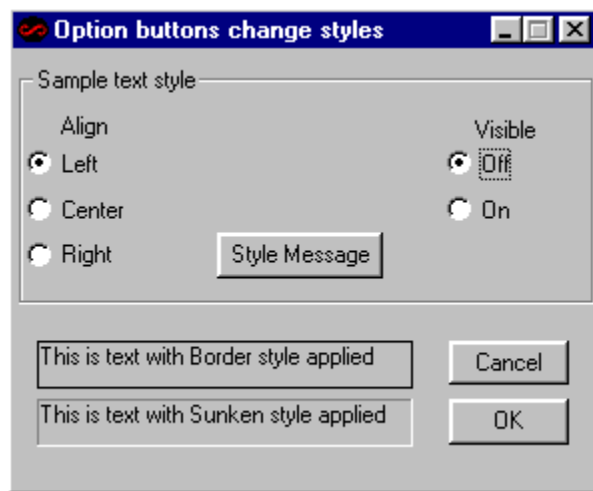 Option buttons change styles
Sample text style
Align
Visible
Left
Off
Center
On
Right
Style Message
This is text with Border style applied
Cancel
This is text with Sunken style applied
OK